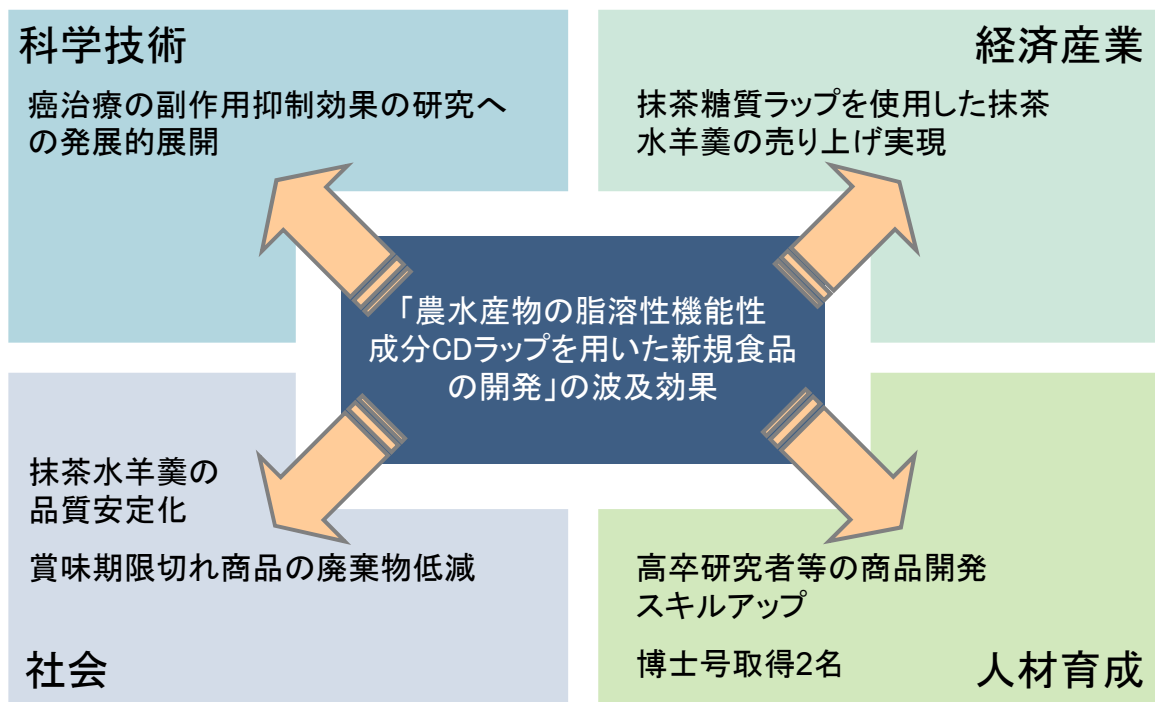 科学技術
癌治療の副作用抑制効果の研究へ
の発展的展開
経済産業
抹茶糖質ラップを使用した抹茶
水羊羹の売り上げ実現
「農水産物の脂溶性機能性
成分CDラップを用いた新規食品
の開発」の波及効果
抹茶水羊羹の
品質安定化
賞味期限切れ商品の廃棄物低減
社会
高卒研究者等の商品開発
スキルアップ
博士号取得2名
人材育成